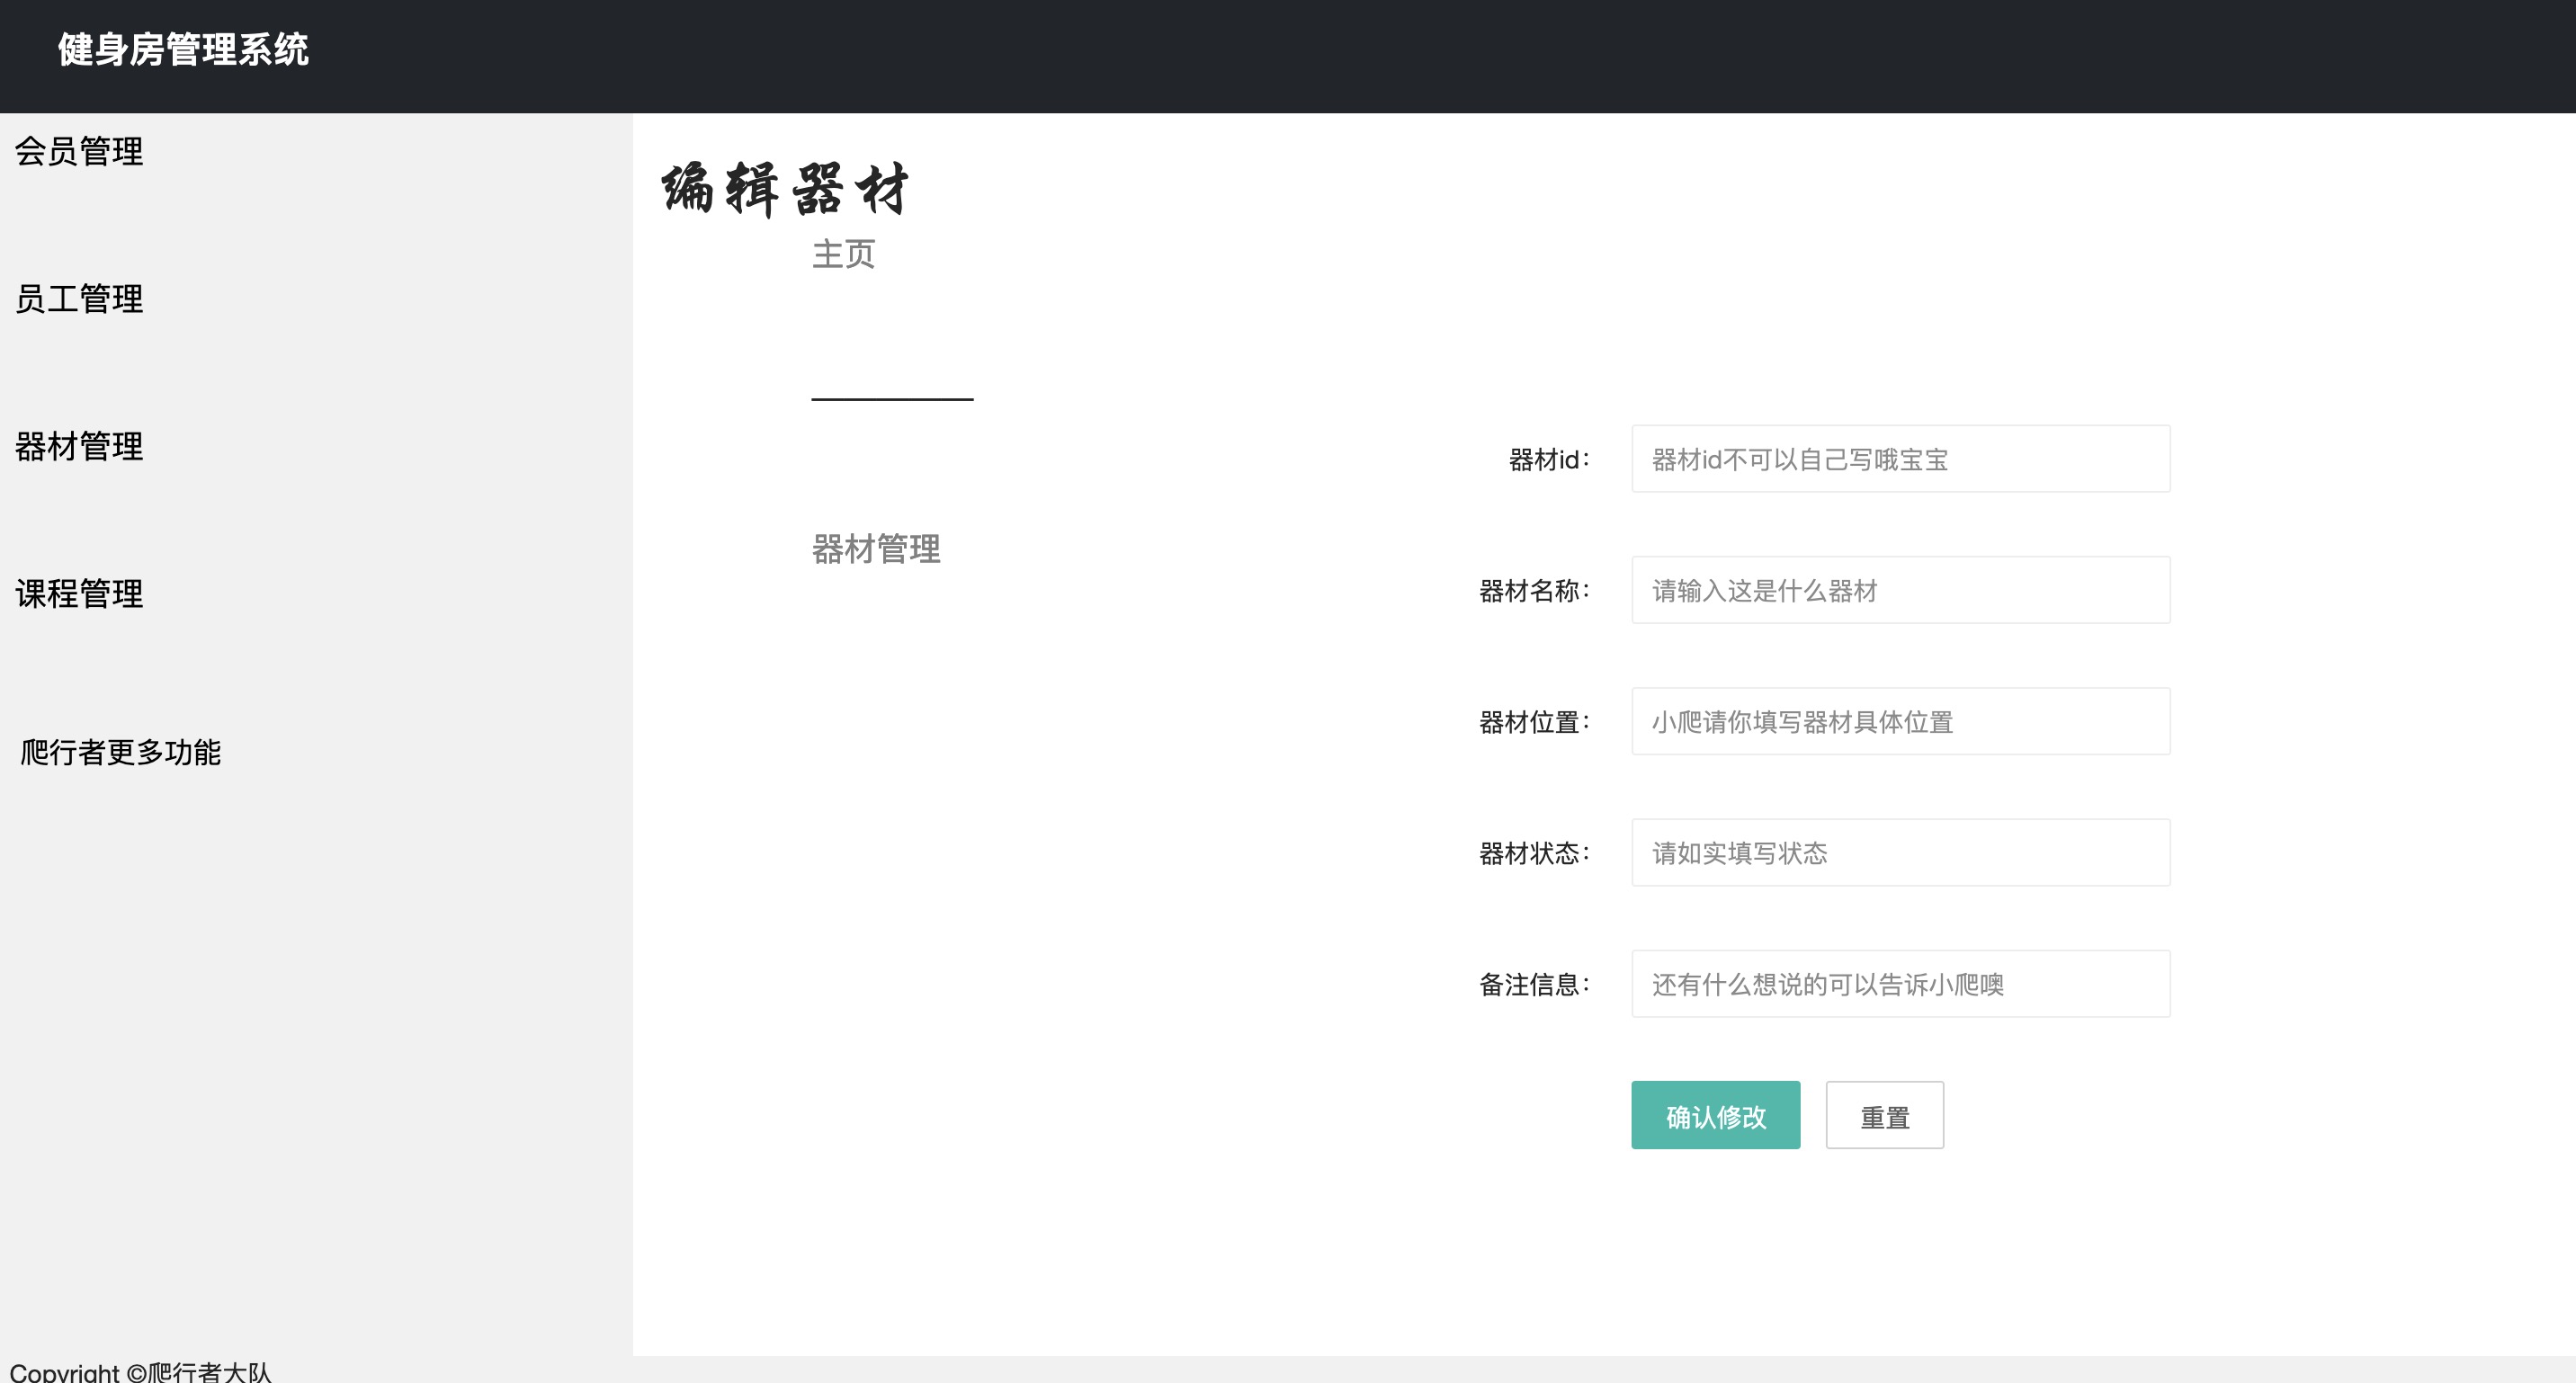 健身房管理系统
会员管理
员工管理
器材管理
课程管理
爬行者更多功能
编辑器材
主页
器材管理
器材id： 器材id不可以自己写哦宝宝
器材名称： 请输入这是什么器材
器材位置： 小爬请你填写器材具体位置
器材状态： 请如实填写状态
备注信息： 还有什么想说的可以告诉小爬噢
确认修改 重置
Copyright ©爬行者大队